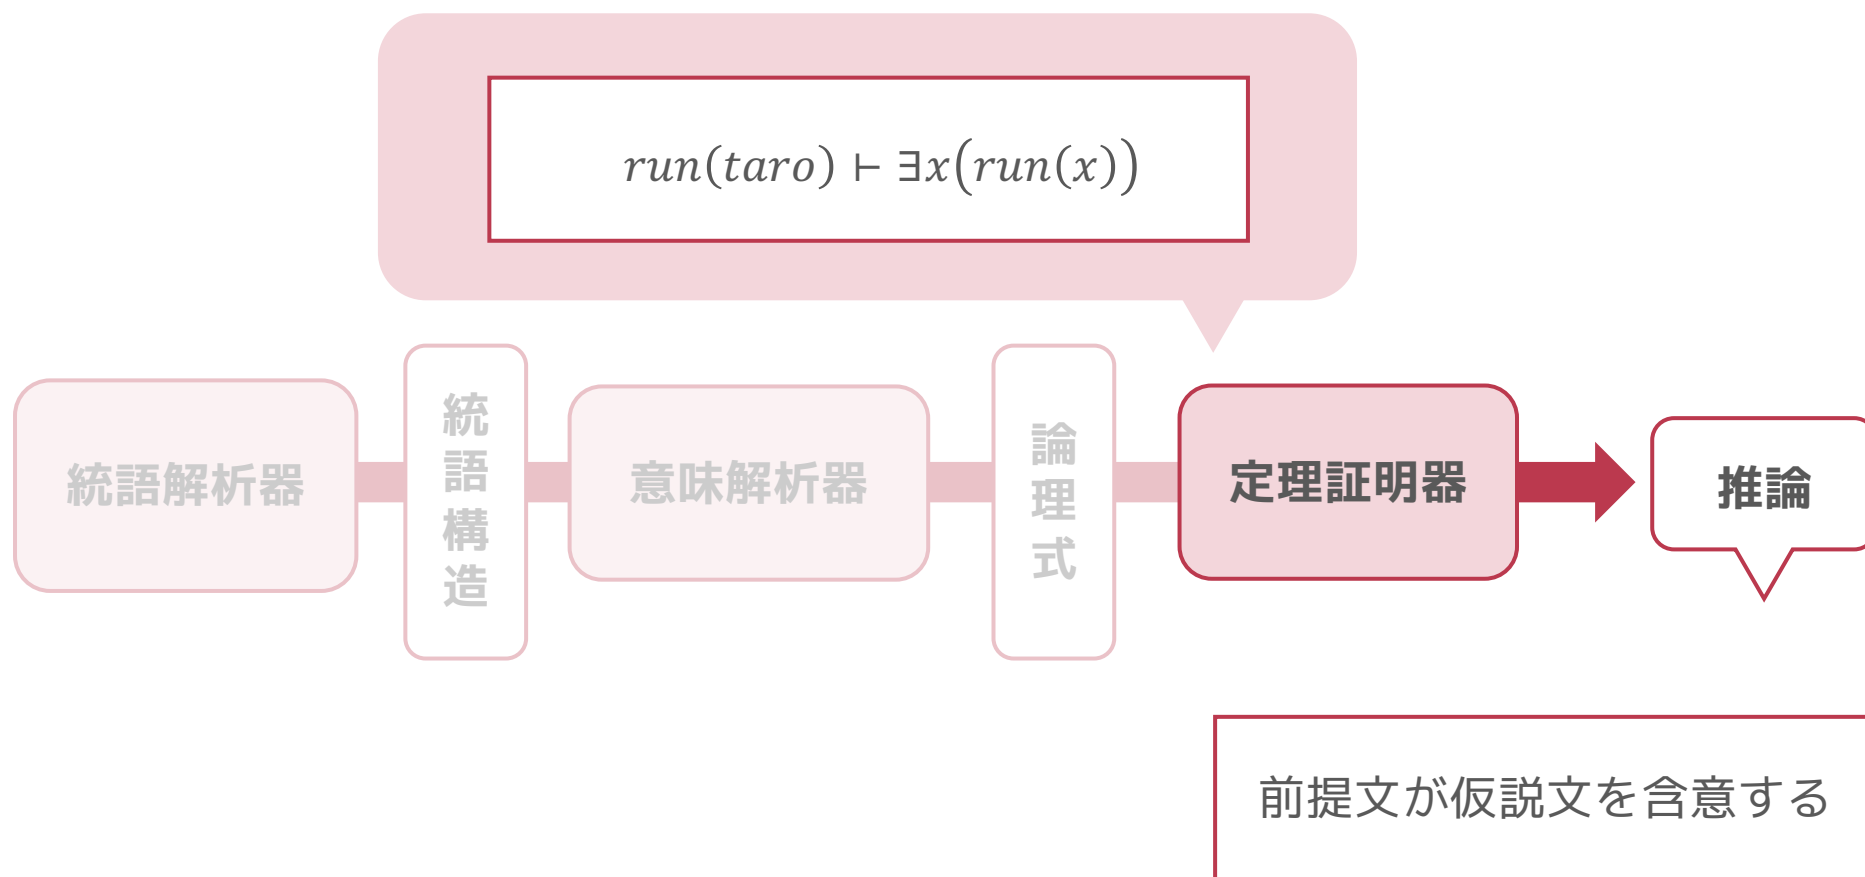 run(taro) ⊢ ∃x(run(x))
統語解析器
統語構造
意味解析器
論理式
定理証明器
推論
前提文が仮説文を含意する